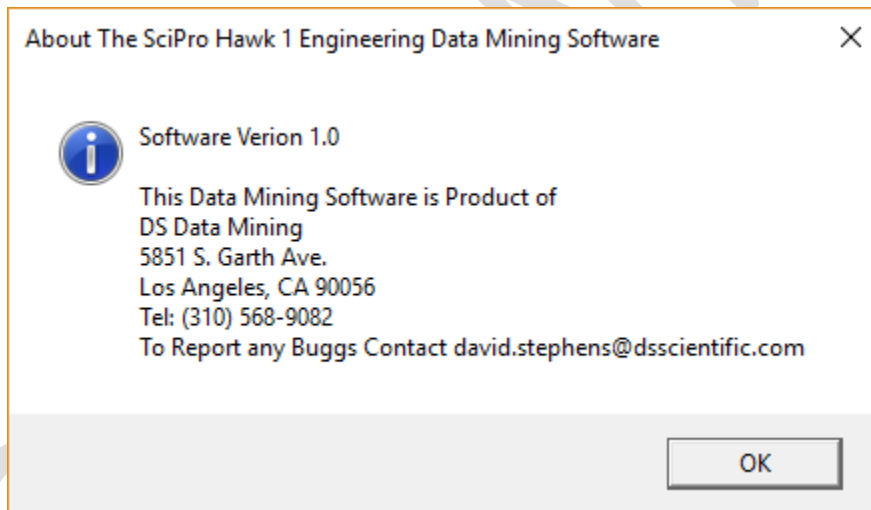 About The SciPro Hawk 1 Engineering Data Mining Software
Software Verion 1.0
This Data Mining Software is Product of
DS Data Mining
5851 S. Garth Ave.
Los Angeles, CA 90056
Tel: (310) 568-9082
To Report any Buggs Contact david.stephens@dsscientific.com
OK